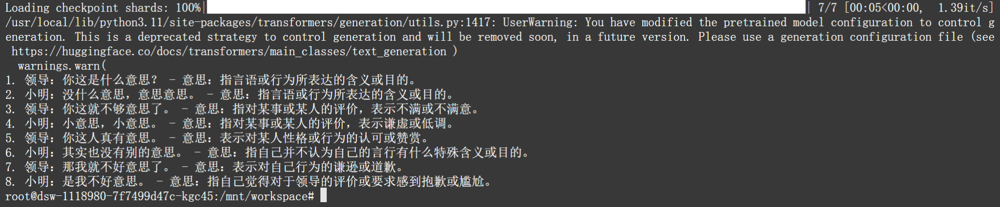 Loading checkpoint shards: 100%| | 7/7 [00:05<00:00, 1.39it/s]
/usr/local/lib/python3.11/site-packages/transformers/generation/utils.py:1417: UserWarning: You have modified the pretrained model configuration to control g
eneration. This is a deprecated strategy to control generation and will be removed soon, in a future version. Please use a generation configuration file (see
 https://huggingface.co/docs/transformers/main_classes/text_generation )
  warnings.warn(
1. 领导：你这是什么意思？ - 意思：指言语或行为所表达的含义或目的。
2. 小明：没什么意思，意思意思。 - 意思：指言语或行为所表达的含义或目的。
3. 领导：你这就不够意思了。 - 意思：指对某事或某人的评价，表示不满或不满意。
4. 小明：小意思，小意思。 - 意思：指对某事或某人的评价，表示谦虚或低调。
5. 领导：你这人真有意思。 - 意思：表示对某人性格或行为的认可或赞赏。
6. 小明：其实也没有别的意思。 - 意思：指自己并不认为自己的言行有什么特殊含义或目的。
7. 领导：那我就不好意思了。 - 意思：表示对自己行为的谦逊或道歉。
8. 小明：是我不好意思。 - 意思：指自己觉得对于领导的评价或要求感到抱歉或尴尬。
root@dsw-1118980-7f7499d47c-kgc45:/mnt/workspace#